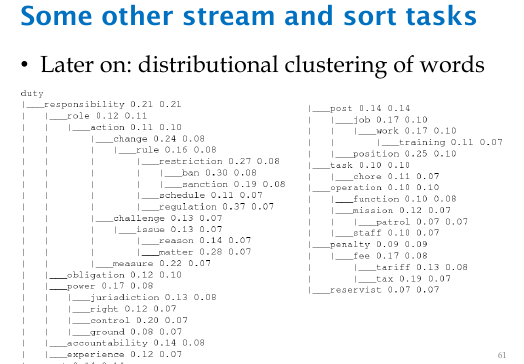 Some other stream and sort tasks
• Later on: distributional clustering of words
duty
|___responsibility 0.21 0.21
| |___role 0.12 0.11
| | |___action 0.11 0.10
| | |___change 0.24 0.08
| | | |___rule 0.16 0.08
| | | |___restriction 0.27 0.08
| | | | |___ban 0.30 0.08
| | | | |___sanction 0.19 0.08
| | | |___schedule 0.11 0.07
| | | |___regulation 0.37 0.07
| | |___challenge 0.13 0.07
| | | |___issue 0.13 0.07
| | | |___reason 0.14 0.07
| | | |___matter 0.28 0.07
| | |___measure 0.22 0.07
| |___obligation 0.12 0.10
| |___power 0.17 0.08
| | |___jurisdiction 0.13 0.08
| | |___right 0.12 0.07
| | |___control 0.20 0.07
| | |___ground 0.08 0.07
| |___accountability 0.14 0.08
| |___experience 0.12 0.07
|___post 0.14 0.14
| |___job 0.17 0.10
| | |___work 0.17 0.10
| | |___training 0.11 0.07
| |___position 0.25 0.10
|___task 0.10 0.10
| |___chore 0.11 0.07
|___operation 0.10 0.10
| |___function 0.10 0.08
| |___mission 0.12 0.07
| | |___patrol 0.07 0.07
| |___staff 0.10 0.07
|___penalty 0.09 0.09
| |___fee 0.17 0.08
| |___tariff 0.13 0.08
| |___tax 0.19 0.07
|___reservist 0.07 0.07
61